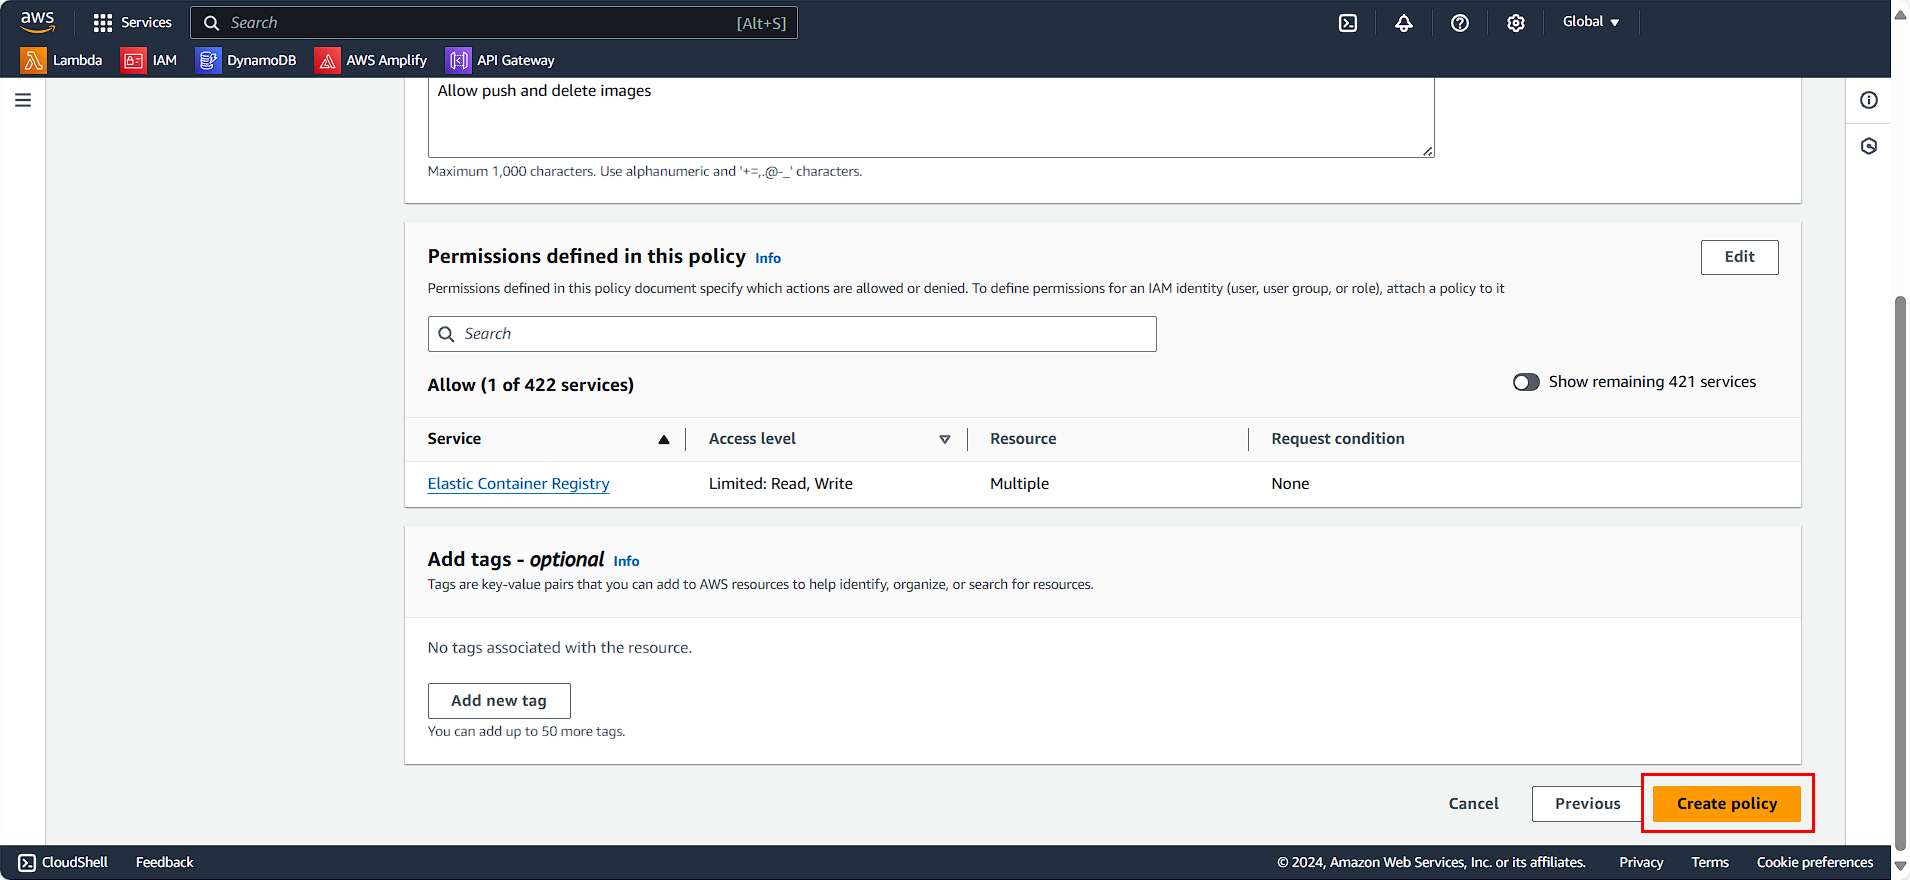 aws
Services
Search
[Alt+S]
Global
Lambda
IAM
DynamoDB
AWS Amplify
API Gateway
Allow push and delete images
Maximum 1,000 characters. Use alphanumeric and '+=,.@-_' characters.
Permissions defined in this policy Info
Edit
Permissions defined in this policy document specify which actions are allowed or denied. To define permissions for an IAM identity (user, user group, or role), attach a policy to it
Search
Allow (1 of 422 services)
Show remaining 421 services
Service
Access level
Resource
Request condition
Elastic Container Registry
Limited: Read, Write
Multiple
None
Add tags - optional Info
Tags are key-value pairs that you can add to AWS resources to help identify, organize, or search for resources.
No tags associated with the resource.
Add new tag
You can add up to 50 more tags.
Cancel
Previous
Create policy
CloudShell
Feedback
© 2024, Amazon Web Services, Inc. or its affiliates.
Privacy
Terms
Cookie preferences